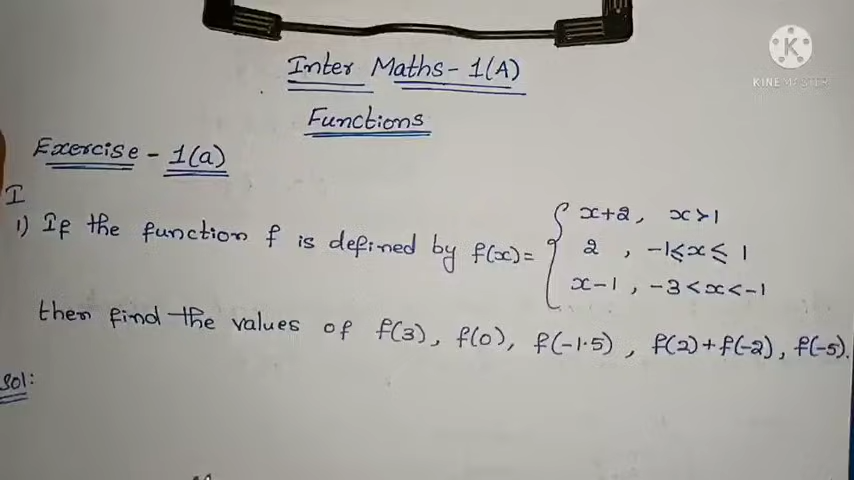 Inter Maths - 1(A)
K
KINEMASTER
Functions
Exercise - 1(a)
I
1) If the function f is defined by f(x) = { x+2, x>1
2, -1≤x≤1
x-1, -3<x<-1
then find the values of f(3), f(0), f(-1.5), f(2)+f(-2), f(-5).
Sol: